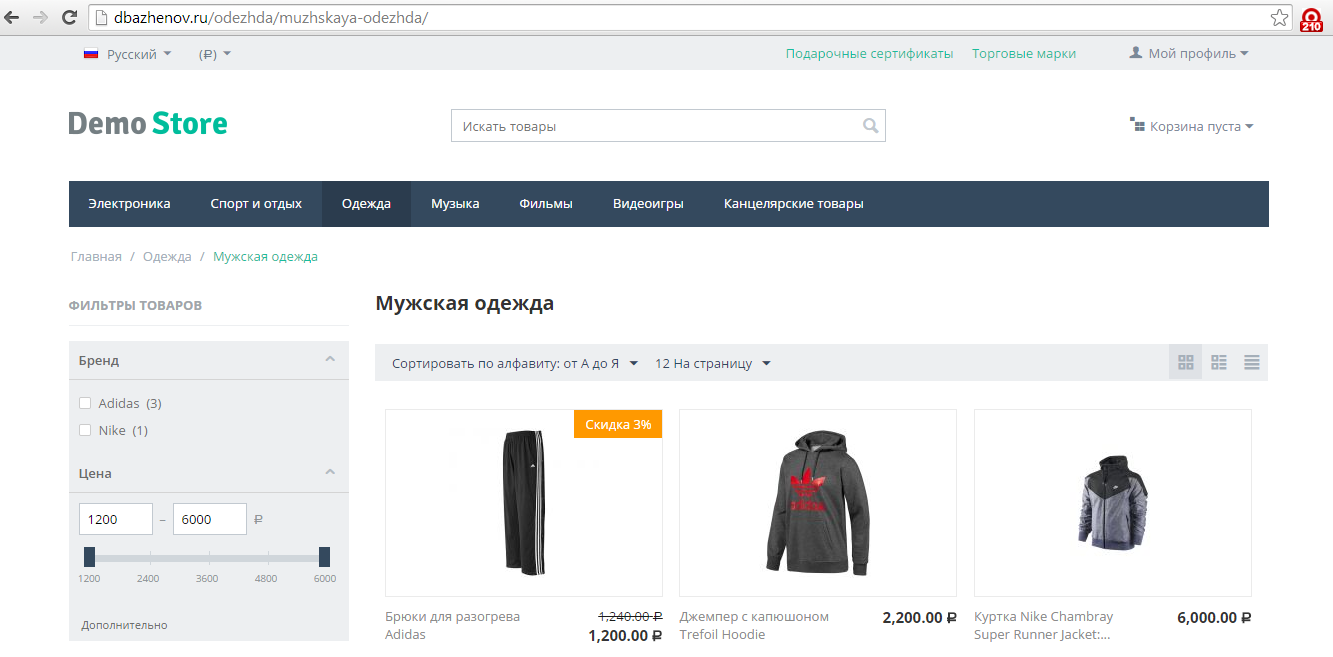 dbazhenov.ru/odezhda/muzhskaya-odezhda/
210
Русский (₽) Подарочные сертификаты Торговые марки Мой профиль
Demo Store Искать товары Корзина пуста
Электроника Спорт и отдых Одежда Музыка Фильмы Видеоигры Канцелярские товары
Главная / Одежда / Мужская одежда
ФИЛЬТРЫ ТОВАРОВ
Бренд
Adidas (3)
Nike (1)
Цена
1200 – 6000 ₽
1200 2400 3600 4800 6000
Дополнительно
Мужская одежда
Сортировать по алфавиту: от А до Я 12 На страницу
Скидка 3%
Брюки для разогрева
Adidas
1,240.00 ₽
1,200.00 ₽
adidas
Джемпер с капюшоном
Trefoil Hoodie
2,200.00 ₽
Куртка Nike Chambray
Super Runner Jacket:...
6,000.00 ₽